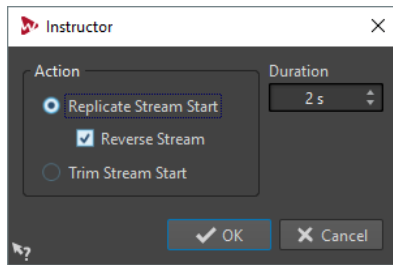 Instructor
Action
Duration
Replicate Stream Start
2 s
Reverse Stream
Trim Stream Start
OK
Cancel
?